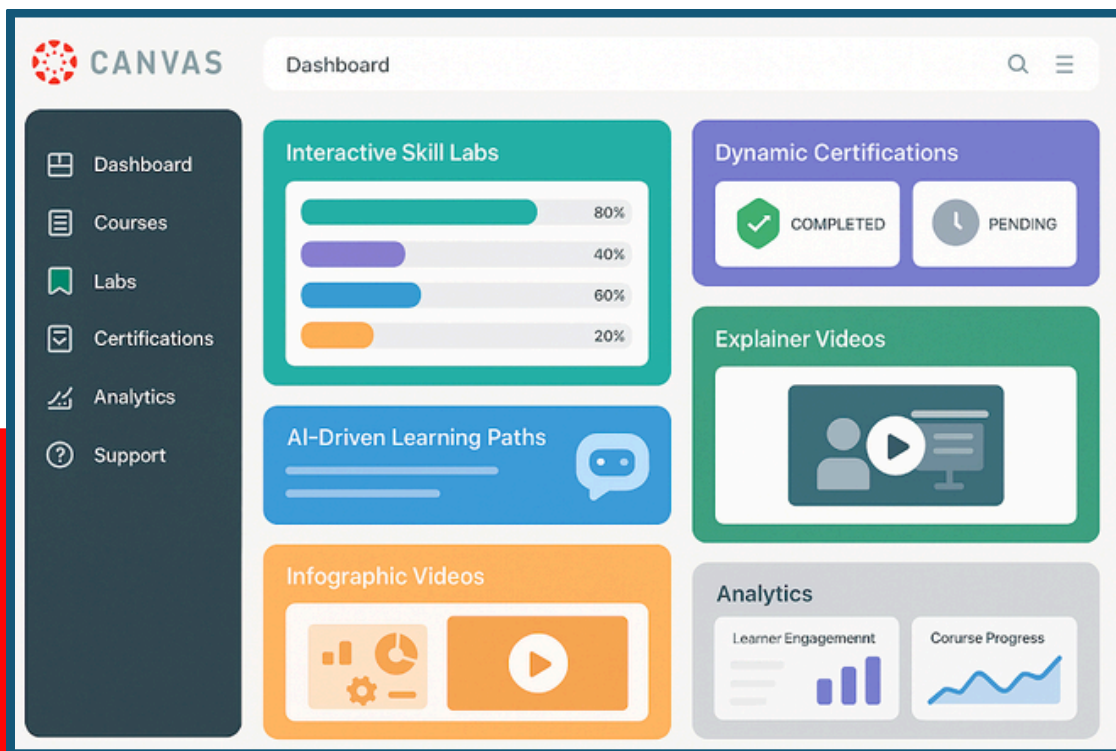 CANVAS
Dashboard
Dashboard
Courses
Labs
Certifications
Analytics
Support
Interactive Skill Labs
80%
40%
60%
20%
AI-Driven Learning Paths
Infographic Videos
Dynamic Certifications
COMPLETED
PENDING
Explainer Videos
Analytics
Learner Engagemennt
Corurse Progress